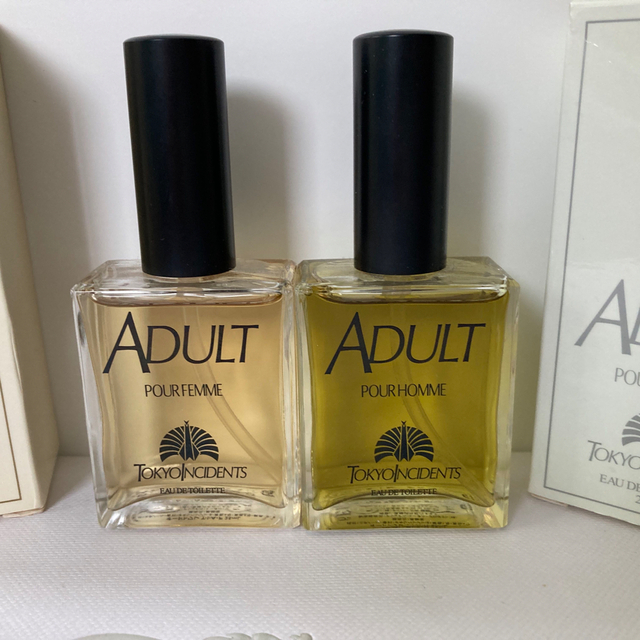 ADULT
POUR FEMME
TOKYO INCIDENTS
EAU DE TOILETTE
ADULT
POUR HOMME
TOKYO INCIDENTS
EAU DE TOILETTE
TOKYO
EAU DE